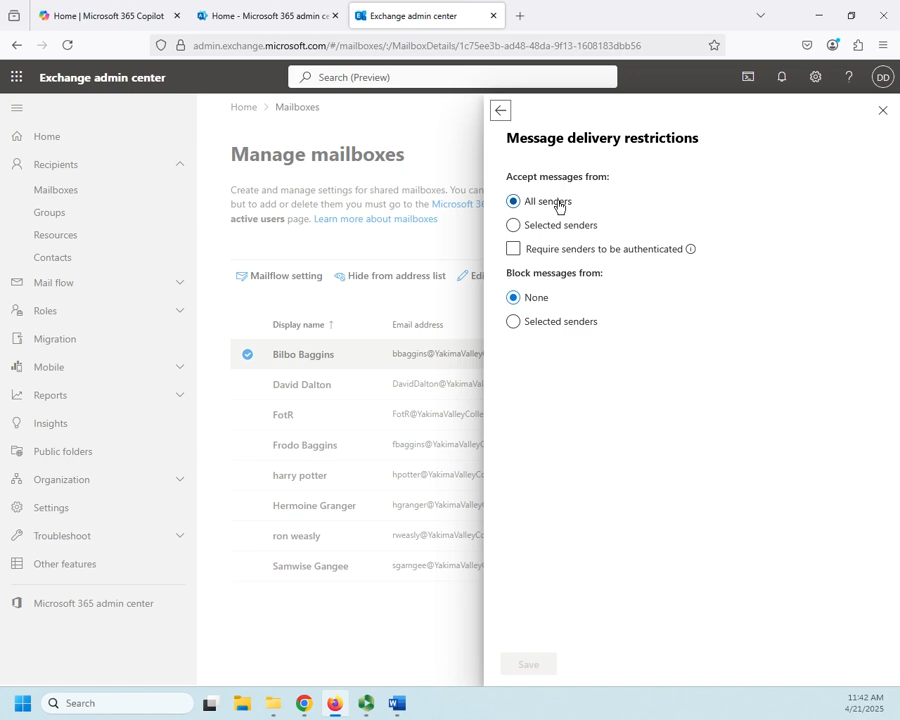 Home | Microsoft 365 Copilot
Home - Microsoft 365 admin ce
Exchange admin center
admin.exchange.microsoft.com/#/mailboxes/:/MailboxDetails/1c75ee3b-ad48-48da-9f13-1608183dbb56
Exchange admin center
Search (Preview)
DD
Home
Recipients
Mailboxes
Groups
Resources
Contacts
Mail flow
Roles
Migration
Mobile
Reports
Insights
Public folders
Organization
Settings
Troubleshoot
Other features
Microsoft 365 admin center
Home > Mailboxes
Manage mailboxes
Create and manage settings for shared mailboxes. You can
but to add or delete them you must go to the Microsoft 36
active users page. Learn more about mailboxes
Mailflow setting
Hide from address list
Edi
Display name ↑
Email address
Bilbo Baggins
bbaggins@YakimaValley
David Dalton
DavidDalton@YakimaVal
FotR
FotR@YakimaValleyColle
Frodo Baggins
fbaggins@YakimaValleyC
harry potter
hpotter@YakimaValleyCo
Hermoine Granger
hgranger@YakimaValleyC
ron weasly
rweasly@YakimaValleyCo
Samwise Gangee
sgamgee@YakimaValleyC
Message delivery restrictions
Accept messages from:
All senders
Selected senders
Require senders to be authenticated
Block messages from:
None
Selected senders
Save
Search
11:42 AM
4/21/2025